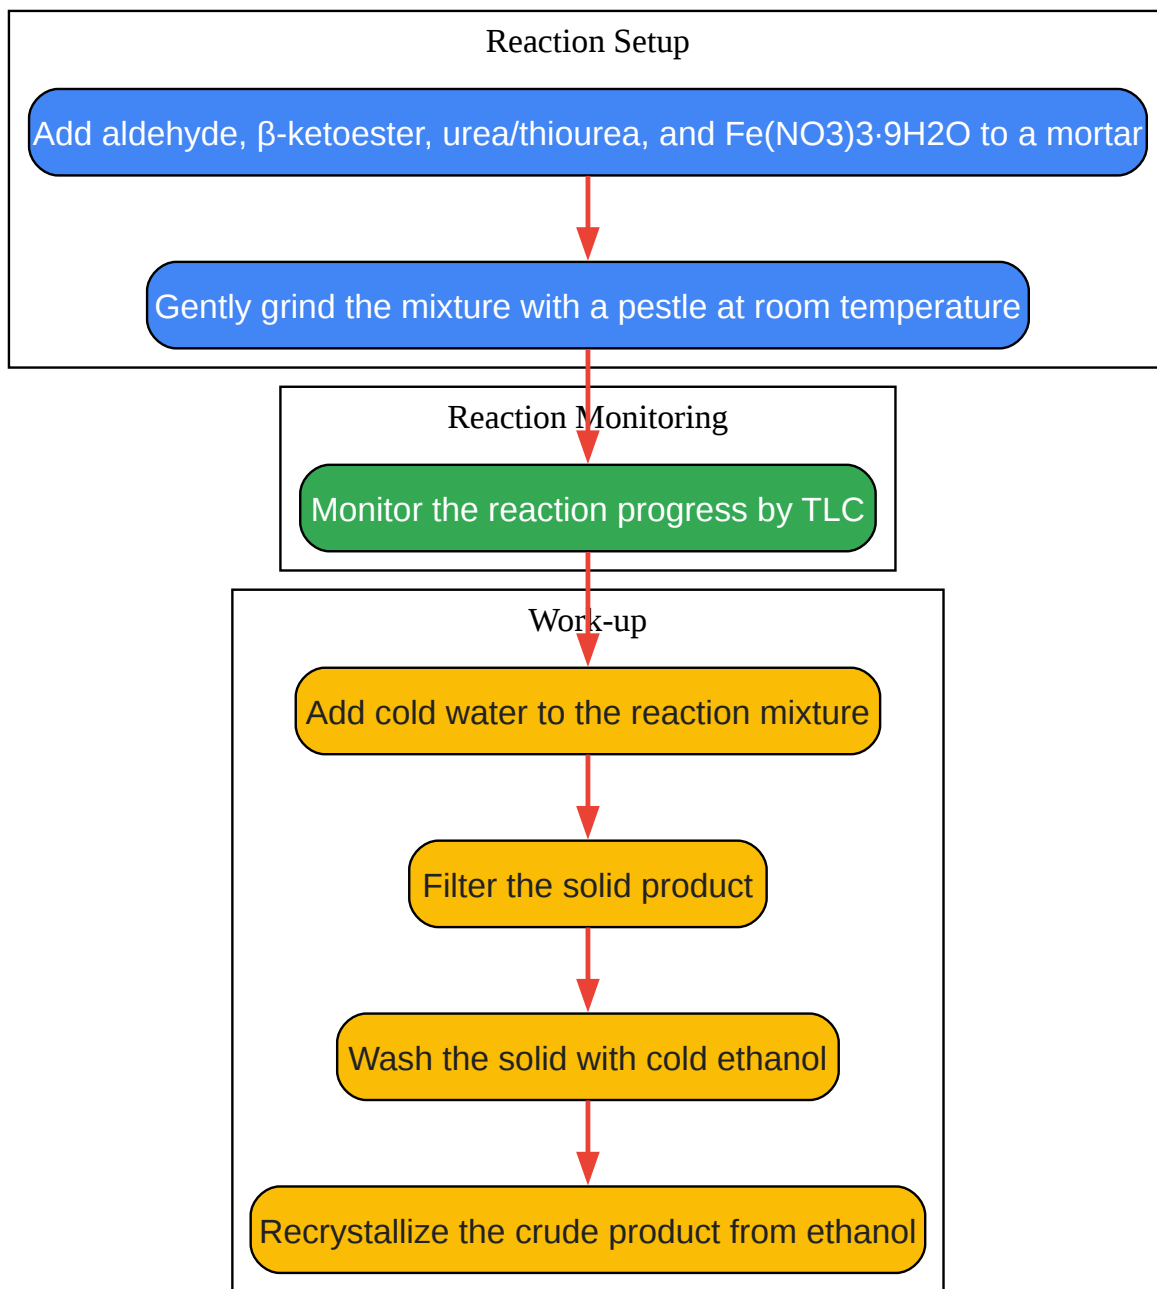 Reaction Setup
Add aldehyde, β-ketoester, urea/thiourea, and Fe(NO3)3·9H2O to a mortar
Gently grind the mixture with a pestle at room temperature
Reaction Monitoring
Monitor the reaction progress by TLC
Work-up
Add cold water to the reaction mixture
Filter the solid product
Wash the solid with cold ethanol
Recrystallize the crude product from ethanol